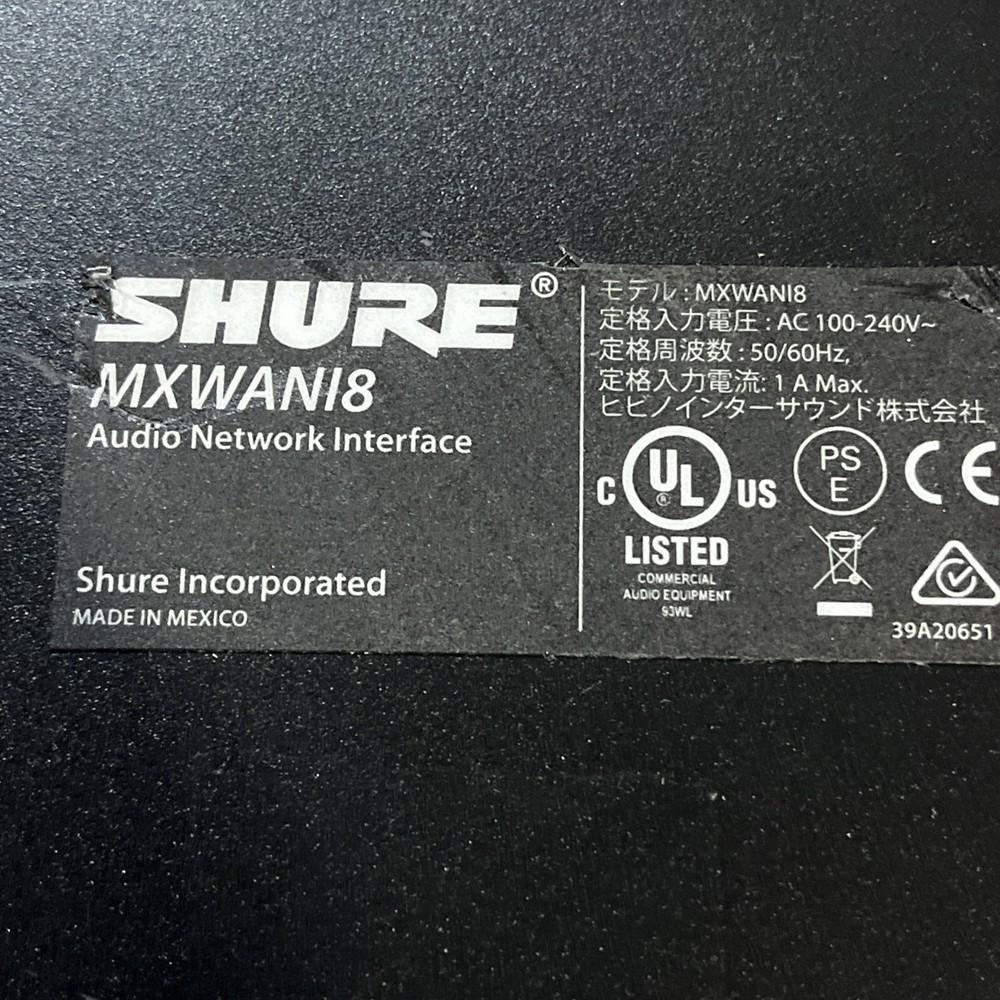 SHURE®
MXWANI8
Audio Network Interface
Shure Incorporated
MADE IN MEXICO
モデル : MXWANI8
定格入力電圧 : AC 100-240V~
定格周波数 : 50/60Hz,
定格入力電流: 1 A Max.
ヒビノインターサウンド株式会社
C UL® US
LISTED
COMMERCIAL
AUDIO EQUIPMENT
93WL
PS
E
CE
39A20651